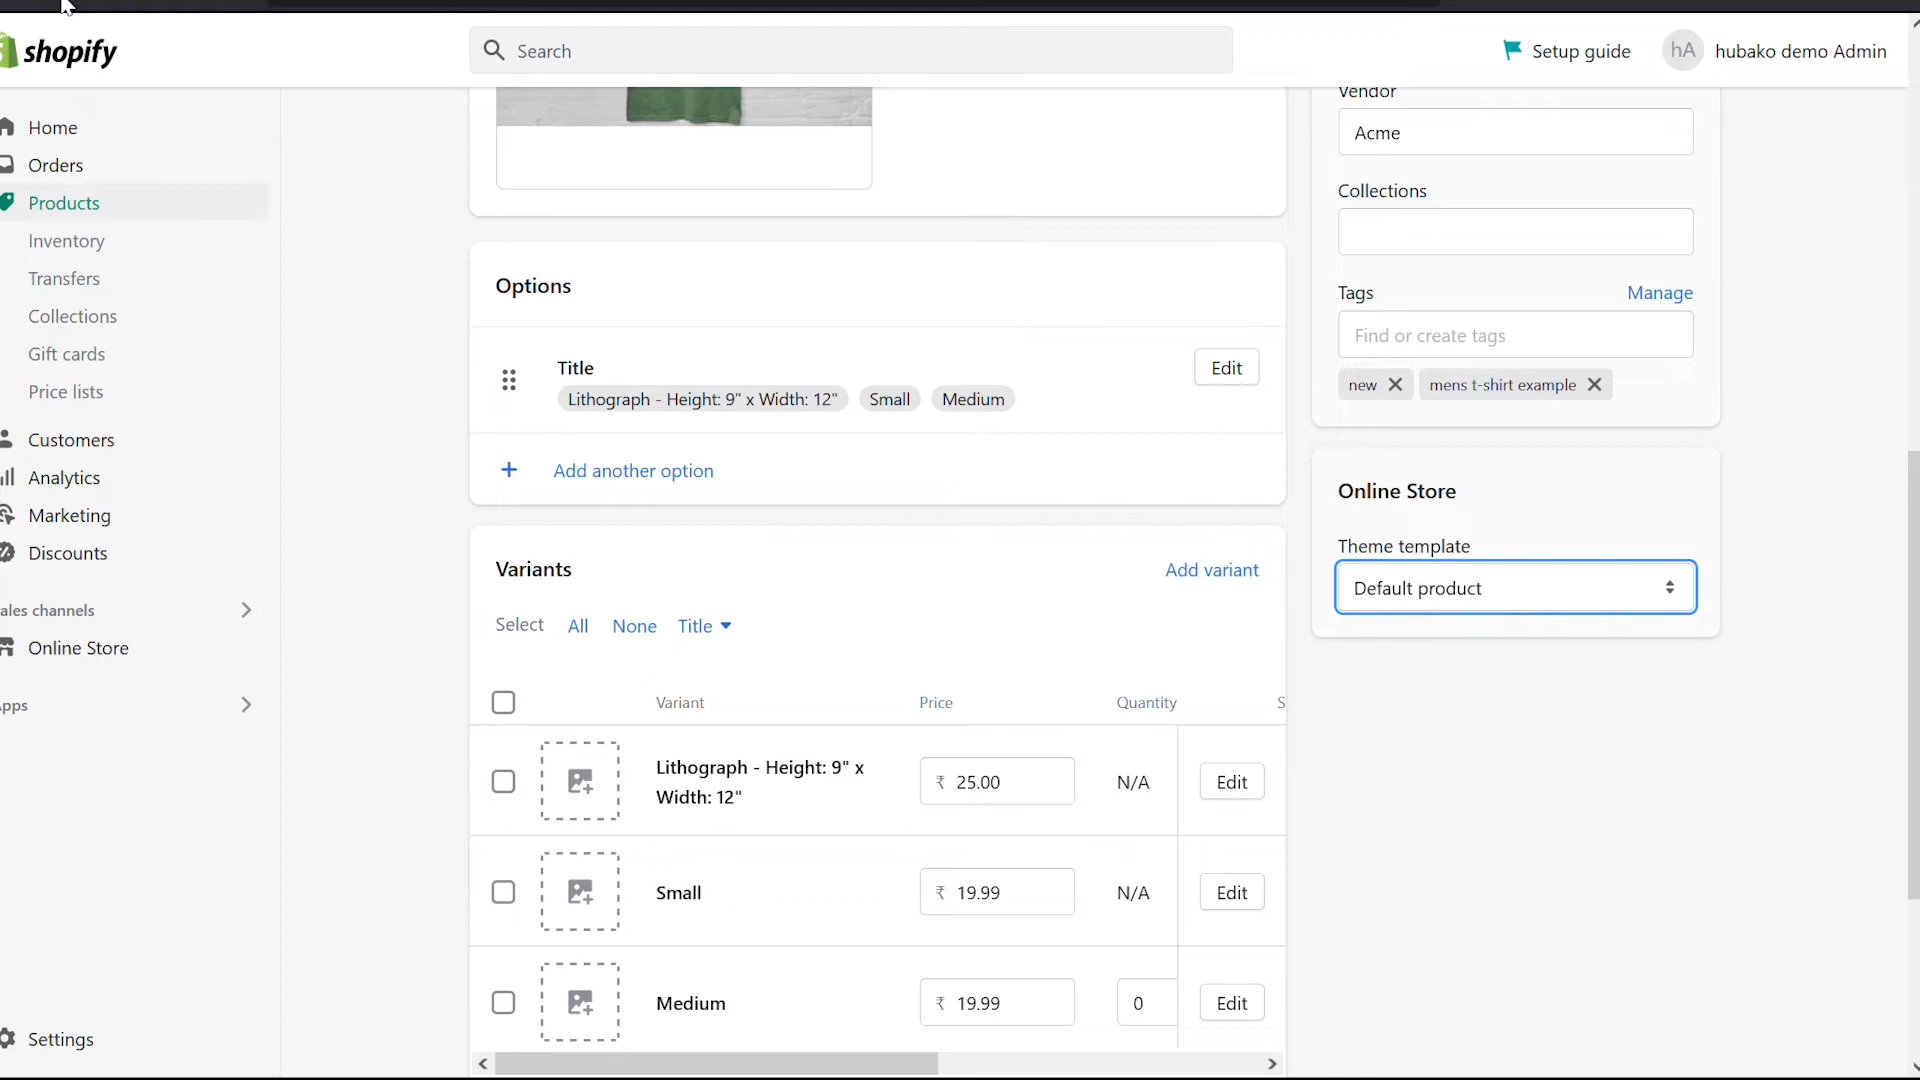 shopify
Search
Setup guide
hA
hubako demo Admin
Home
Orders
Products
Inventory
Transfers
Collections
Gift cards
Price lists
Customers
Analytics
Marketing
Discounts
ales channels
Online Store
pps
Settings
Options
Title
Edit
Lithograph - Height: 9" x Width: 12"
Small
Medium
+ Add another option
Variants
Add variant
Select All None Title
Variant Price Quantity S
Lithograph - Height: 9" x
Width: 12"
₹ 25.00
N/A
Edit
Small
₹ 19.99
N/A
Edit
Medium
₹ 19.99
0
Edit
Vendor
Acme
Collections
Tags
Manage
Find or create tags
new
mens t-shirt example
Online Store
Theme template
Default product